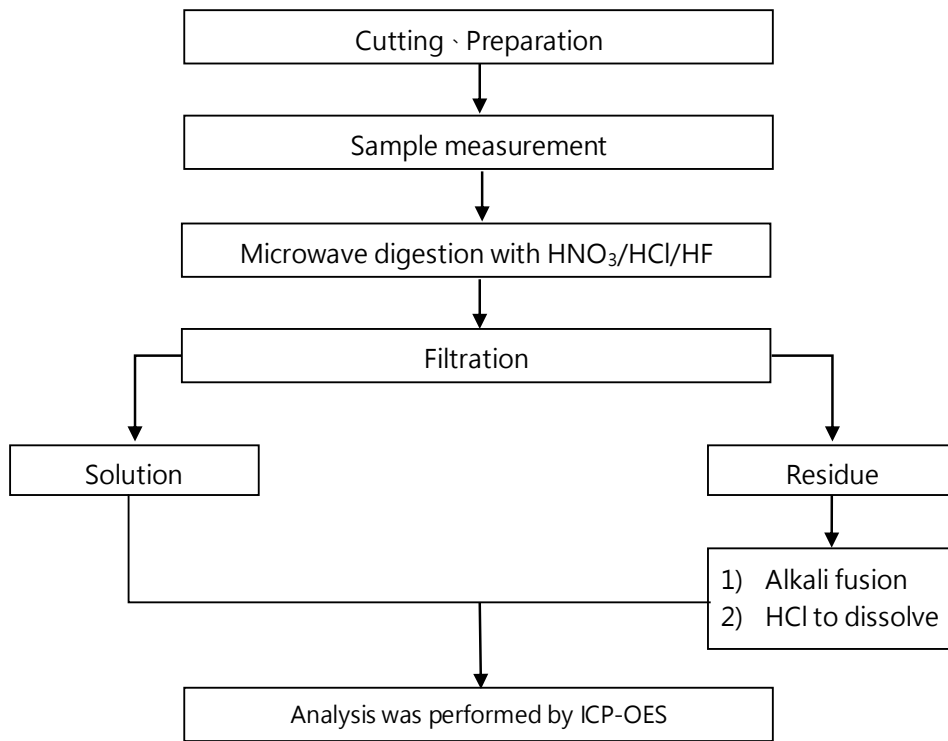 Cutting、Preparation
Sample measurement
Microwave digestion with HNO₃/HCl/HF
Filtration
Solution
Residue
1) Alkali fusion
2) HCl to dissolve
Analysis was performed by ICP-OES